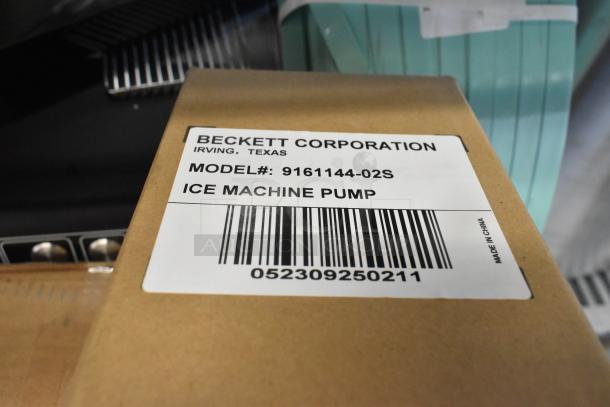 BECKETT CORPORATION
IRVING, TEXAS
MODEL#: 9161144-02S
ICE MACHINE PUMP
052309250211
MADE IN CHINA